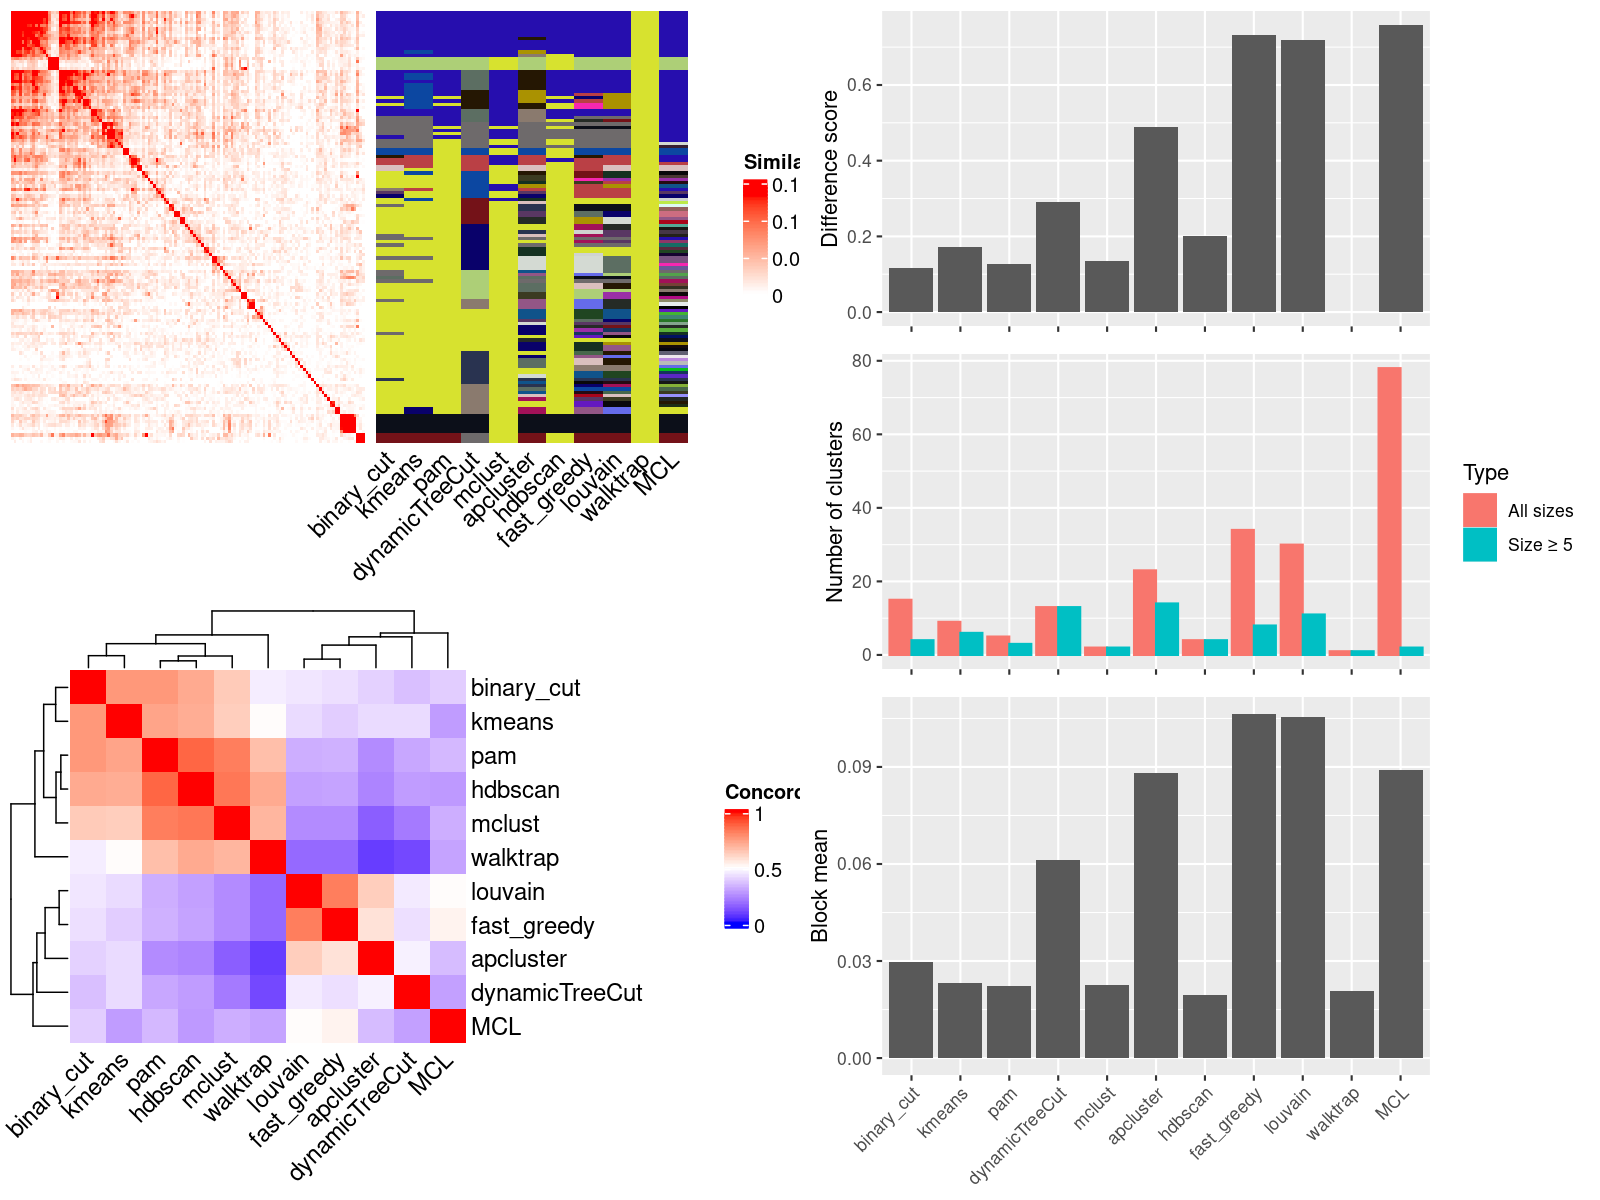 Simila
0.1
0.1
0.0
0
binary_cut
kmeans
pam
dynamicTreeCut
mclust
apcluster
hdbscan
fast_greedy
louvain
walktrap
MCL
binary_cut
kmeans
pam
hdbscan
mclust
walktrap
louvain
fast_greedy
apcluster
dynamicTreeCut
MCL
binary_cut
kmeans
pam
hdbscan
mclust
walktrap
louvain
fast_greedy
apcluster
dynamicTreeCut
MCL
Concord
1
0.5
0
Difference score
0.6
0.4
0.2
0.0
Number of clusters
80
60
40
20
0
Type
All sizes
Size ≥ 5
Block mean
0.09
0.06
0.03
0.00
binary_cut
kmeans
pam
dynamicTreeCut
mclust
apcluster
hdbscan
fast_greedy
louvain
walktrap
MCL